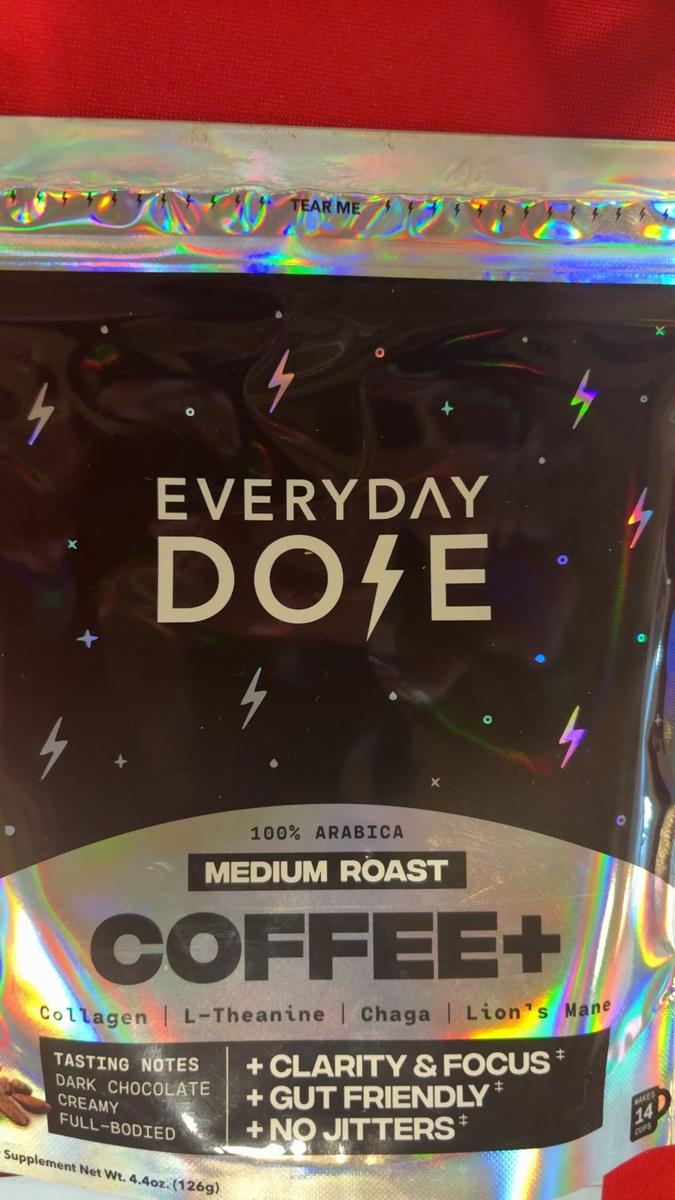 TEAR ME
EVERYDAY
DOSE
100% ARABICA
MEDIUM ROAST
COFFEE+
Collagen | L-Theanine | Chaga | Lion's Mane
TASTING NOTES
DARK CHOCOLATE
CREAMY
FULL-BODIED
+ CLARITY & FOCUS‡
+ GUT FRIENDLY‡
+ NO JITTERS‡
MAKES
14
CUPS
Supplement Net Wt. 4.4oz. (126g)